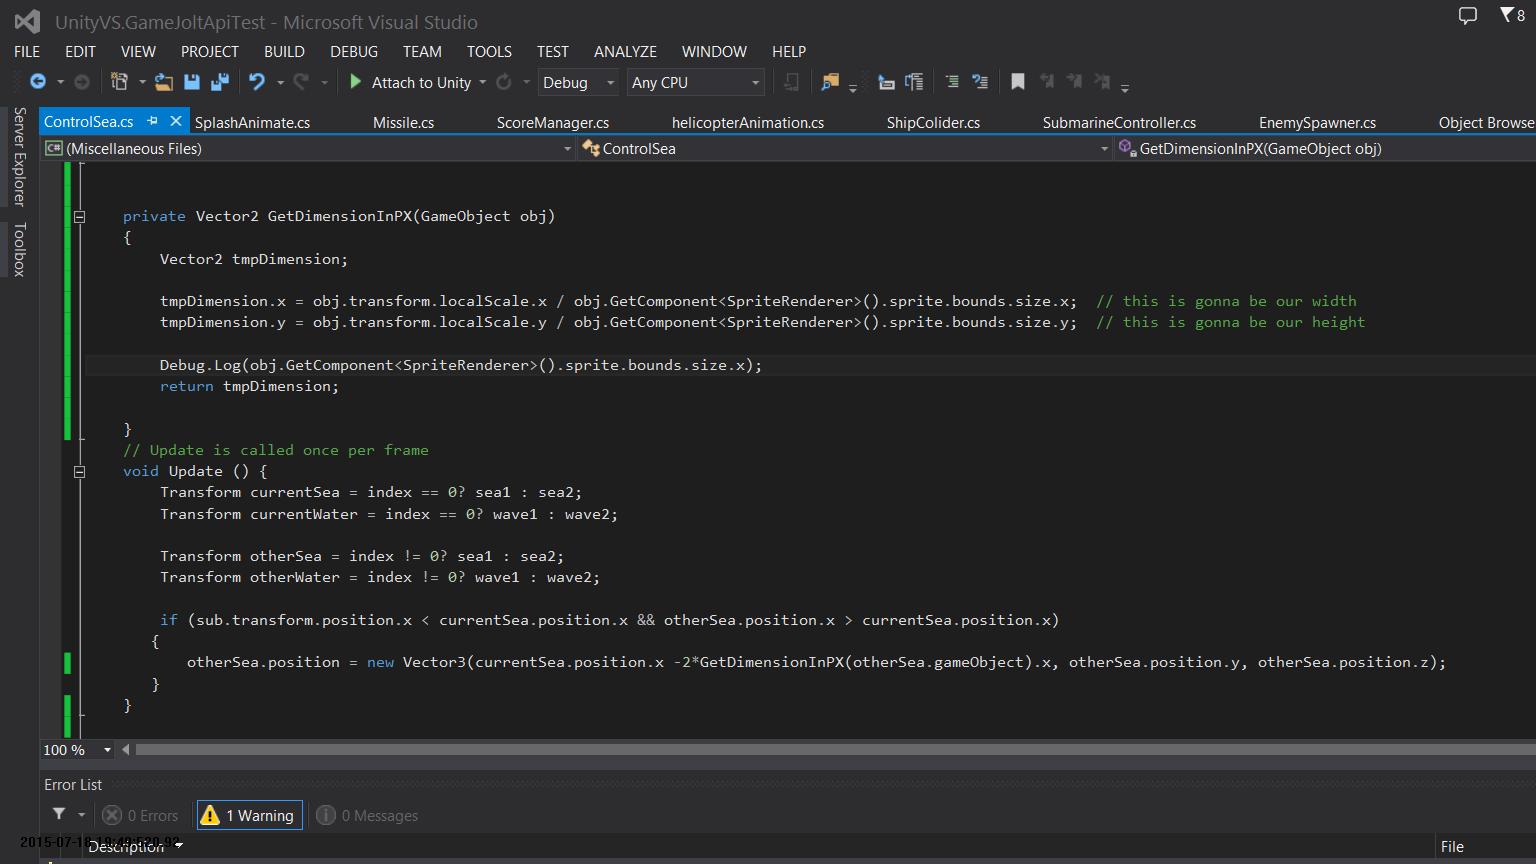 UnityVS.GameJoltApiTest - Microsoft Visual Studio
8
FILE EDIT VIEW PROJECT BUILD DEBUG TEAM TOOLS TEST ANALYZE WINDOW HELP
Attach to Unity Debug Any CPU
Server Explorer
Toolbox
ControlSea.cs SplashAnimate.cs Missile.cs ScoreManager.cs helicopterAnimation.cs ShipColider.cs SubmarineController.cs EnemySpawner.cs Object Browse
C# (Miscellaneous Files) ControlSea GetDimensionInPX(GameObject obj)
private Vector2 GetDimensionInPX(GameObject obj)
{
Vector2 tmpDimension;
tmpDimension.x = obj.transform.localScale.x / obj.GetComponent<SpriteRenderer>().sprite.bounds.size.x; // this is gonna be our width
tmpDimension.y = obj.transform.localScale.y / obj.GetComponent<SpriteRenderer>().sprite.bounds.size.y; // this is gonna be our height
Debug.Log(obj.GetComponent<SpriteRenderer>().sprite.bounds.size.x);
return tmpDimension;
}
// Update is called once per frame
void Update () {
Transform currentSea = index == 0? sea1 : sea2;
Transform currentWater = index == 0? wave1 : wave2;
Transform otherSea = index != 0? sea1 : sea2;
Transform otherWater = index != 0? wave1 : wave2;
if (sub.transform.position.x < currentSea.position.x && otherSea.position.x > currentSea.position.x)
{
otherSea.position = new Vector3(currentSea.position.x -2*GetDimensionInPX(otherSea.gameObject).x, otherSea.position.y, otherSea.position.z);
}
}
100 %
Error List
0 Errors 1 Warning 0 Messages
Description File